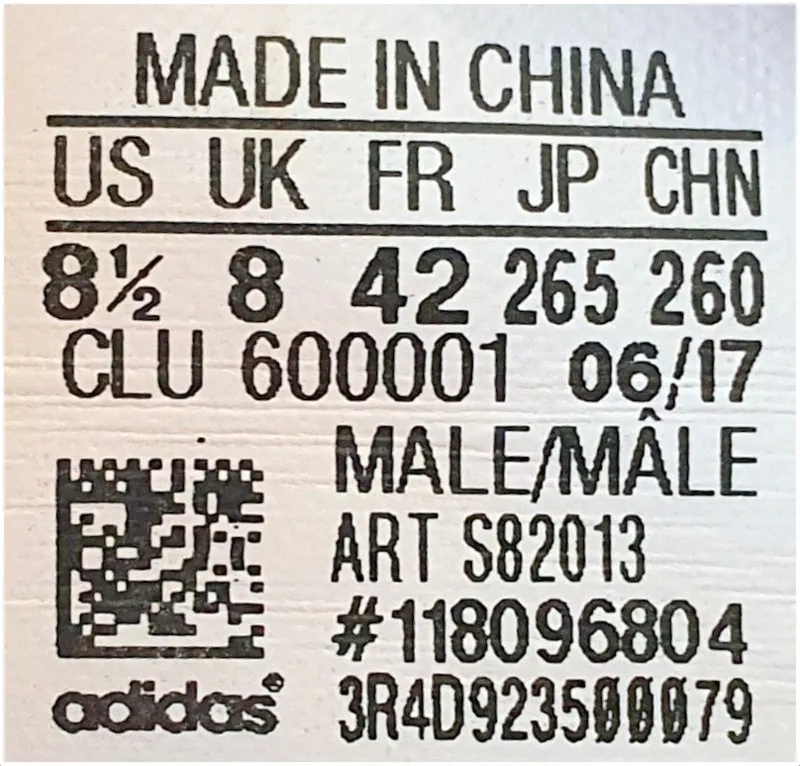 MADE IN CHINA
US UK FR JP CHN
8½ 8 42 265 260
CLU 600001 06/17
MALE/MÂLE
ART S82013
#118096804
adidas® 3R4D923500079